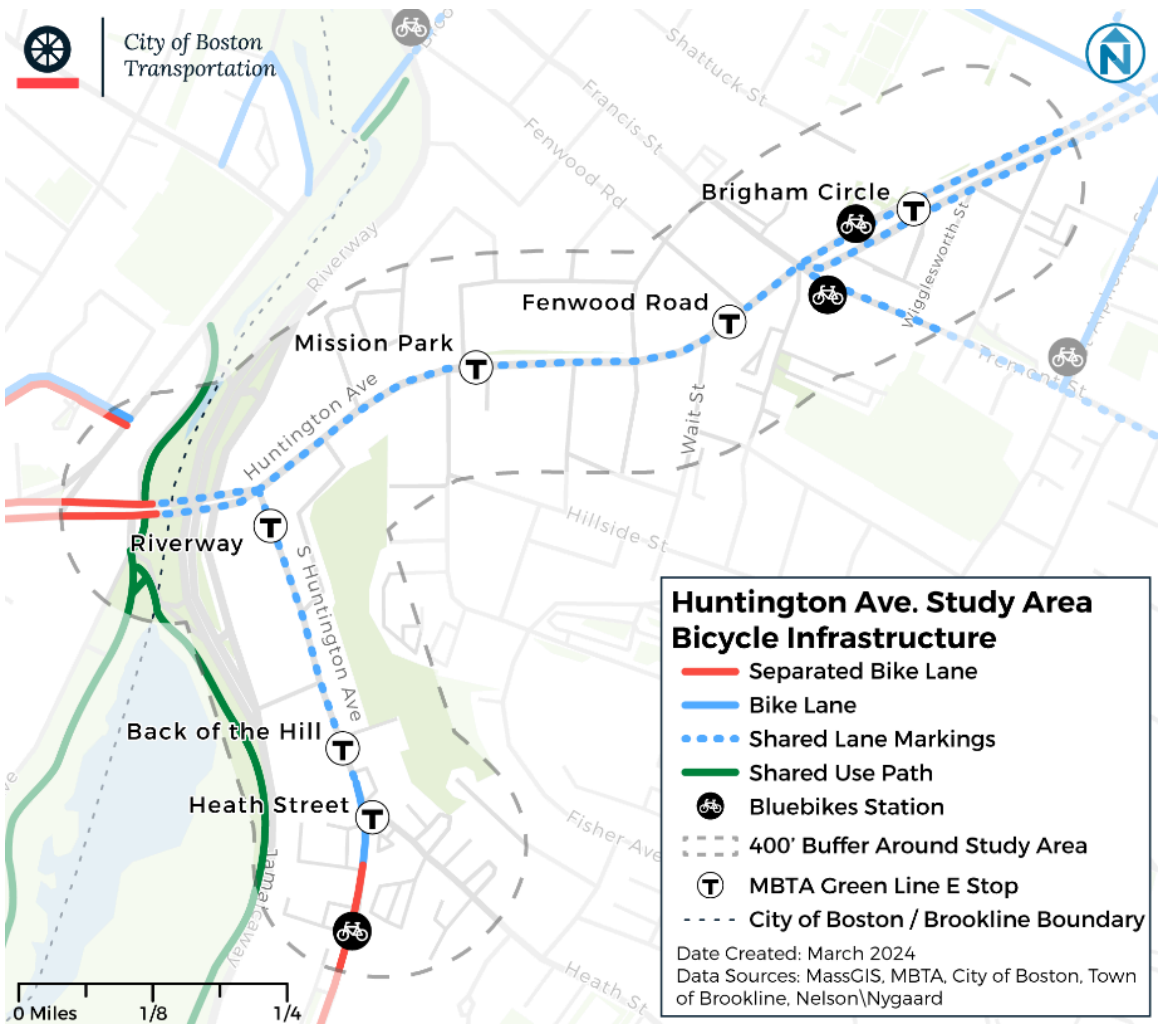 City of Boston
Transportation
N
Shattuck St
Francis St
Fenwood Rd
Brigham Circle
T
Riverway
Wigglesworth St
Fenwood Road
T
Mission Park
T
Alphonsus St
Tremont St
Huntington Ave
Wait St
Hillside St
Riverway
T
S Huntington Ave
Back of the Hill
T
Heath Street
T
Fisher Ave
Jamaicaway
Heath St
Huntington Ave. Study Area
Bicycle Infrastructure
Separated Bike Lane
Bike Lane
Shared Lane Markings
Shared Use Path
Bluebikes Station
400’ Buffer Around Study Area
T MBTA Green Line E Stop
City of Boston / Brookline Boundary
Date Created: March 2024
Data Sources: MassGIS, MBTA, City of Boston, Town
of Brookline, Nelson\Nygaard
0 Miles 1/8 1/4